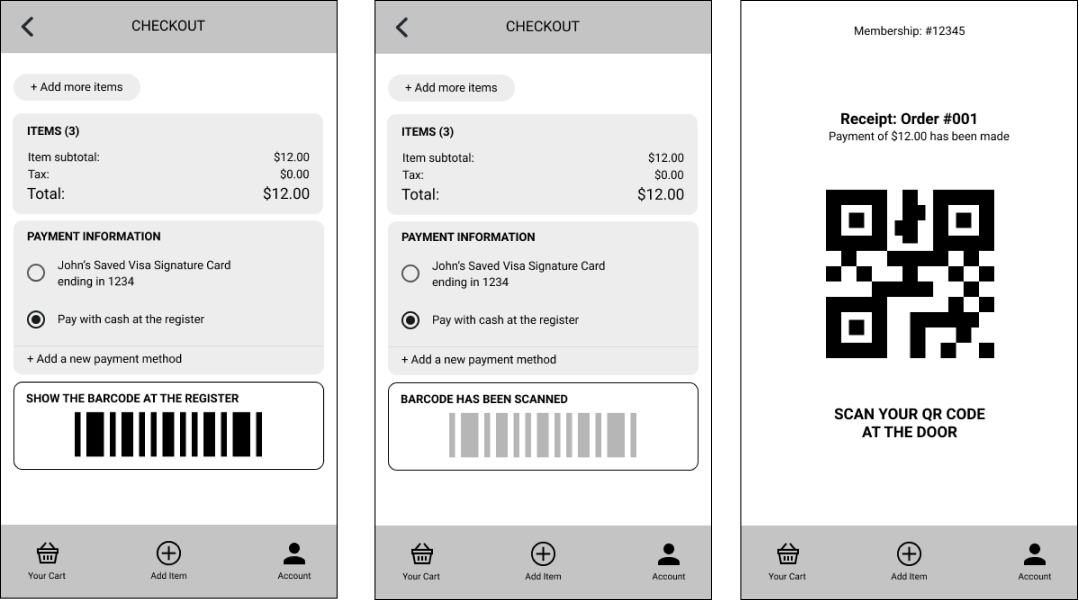 CHECKOUT
+ Add more items
ITEMS (3)
Item subtotal: $12.00
Tax: $0.00
Total: $12.00
PAYMENT INFORMATION
John's Saved Visa Signature Card
ending in 1234
Pay with cash at the register
+ Add a new payment method
SHOW THE BARCODE AT THE REGISTER
Your Cart Add Item Account
CHECKOUT
+ Add more items
ITEMS (3)
Item subtotal: $12.00
Tax: $0.00
Total: $12.00
PAYMENT INFORMATION
John's Saved Visa Signature Card
ending in 1234
Pay with cash at the register
+ Add a new payment method
BARCODE HAS BEEN SCANNED
Your Cart Add Item Account
Membership: #12345
Receipt: Order #001
Payment of $12.00 has been made
SCAN YOUR QR CODE
AT THE DOOR
Your Cart Add Item Account